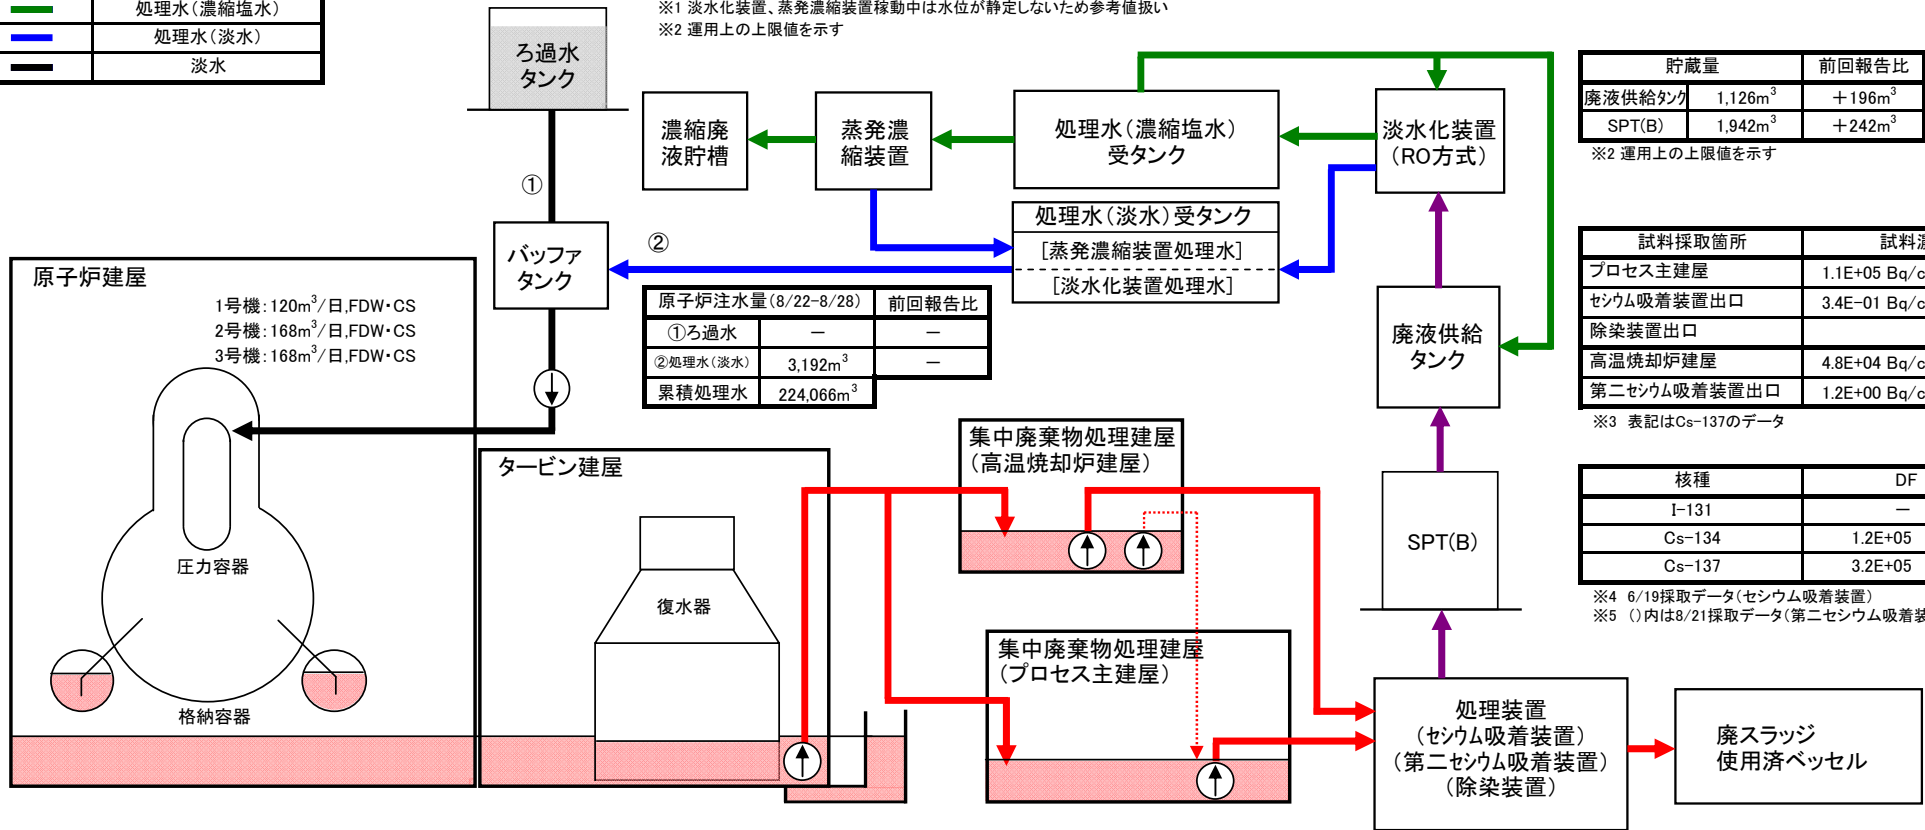 処理水(濃縮塩水)
処理水(淡水)
淡水
※1 淡水化装置、蒸発濃縮装置稼動中は水位が静定しないため参考値扱い
※2 運用上の上限値を示す
ろ過水
タンク
①
バッファ
タンク
②
濃縮廃
液貯槽
蒸発濃
縮装置
処理水(濃縮塩水)
受タンク
淡水化装置
(RO方式)
処理水(淡水)受タンク
[蒸発濃縮装置処理水]
[淡水化装置処理水]
貯蔵量 前回報告比
廃液供給タンク 1,126m³ +196m³
SPT(B) 1,942m³ +242m³
※2 運用上の上限値を示す
原子炉建屋
1号機:120m³/日,FDW・CS
2号機:168m³/日,FDW・CS
3号機:168m³/日,FDW・CS
圧力容器
格納容器
原子炉注水量(8/22-8/28) 前回報告比
①ろ過水 - -
②処理水(淡水) 3,192m³ -
累積処理水 224,066m³
廃液供給
タンク
試料採取箇所 試料
プロセス主建屋 1.1E+05 Bq/c
セシウム吸着装置出口 3.4E-01 Bq/c
除染装置出口
高温焼却炉建屋 4.8E+04 Bq/c
第二セシウム吸着装置出口 1.2E+00 Bq/c
※3 表記はCs-137のデータ
タービン建屋
復水器
集中廃棄物処理建屋
(高温焼却炉建屋)
集中廃棄物処理建屋
(プロセス主建屋)
SPT(B)
核種 DF
I-131 -
Cs-134 1.2E+05
Cs-137 3.2E+05
※4 6/19採取データ(セシウム吸着装置)
※5 ()内は8/21採取データ(第二セシウム吸着装
処理装置
(セシウム吸着装置)
(第二セシウム吸着装置)
(除染装置)
廃スラッジ
使用済ベッセル